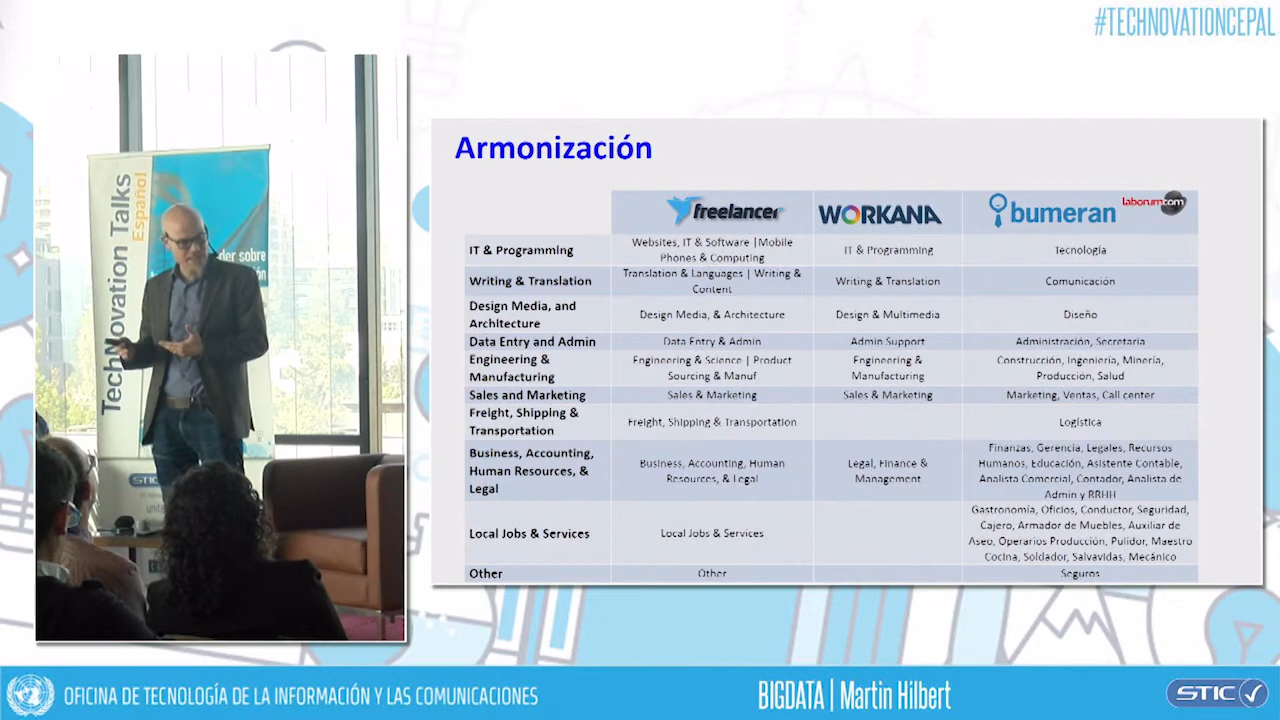 #TECHNOVATIONCEPAL
TechNovation Talks
Español
der sobre
STIC
Armonización
freelancer
WORKANA
bumeran
laborum.com
IT & Programming
Websites, IT & Software |Mobile
Phones & Computing
IT & Programming
Tecnología
Writing & Translation
Translation & Languages | Writing &
Content
Writing & Translation
Comunicación
Design Media, and
Architecture
Design Media, & Architecture
Design & Multimedia
Diseño
Data Entry and Admin
Data Entry & Admin
Admin Support
Administración, Secretaria
Engineering &
Manufacturing
Engineering & Science | Product
Sourcing & Manuf
Engineering &
Manufacturing
Construcción, Ingeniería, Minería,
Producción, Salud
Sales and Marketing
Sales & Marketing
Sales & Marketing
Marketing, Ventas, Call center
Freight, Shipping &
Transportation
Freight, Shipping & Transportation
Logística
Business, Accounting,
Human Resources, &
Legal
Business, Accounting, Human
Resources, & Legal
Legal, Finance &
Management
Finanzas, Gerencia, Legales, Recursos
Humanos, Educación, Asistente Contable,
Analista Comercial, Contador, Analista de
Admin y RRHH
Local Jobs & Services
Local Jobs & Services
Gastronomía, Oficios, Conductor, Seguridad,
Cajero, Armador de Muebles, Auxiliar de
Aseo, Operarios Producción, Pulidor, Maestro
Cocina, Soldador, Salvavidas, Mecánico
Other
Other
Seguros
OFICINA DE TECNOLOGÍA DE LA INFORMACIÓN Y LAS COMUNICACIONES
BIGDATA | Martin Hilbert
STIC